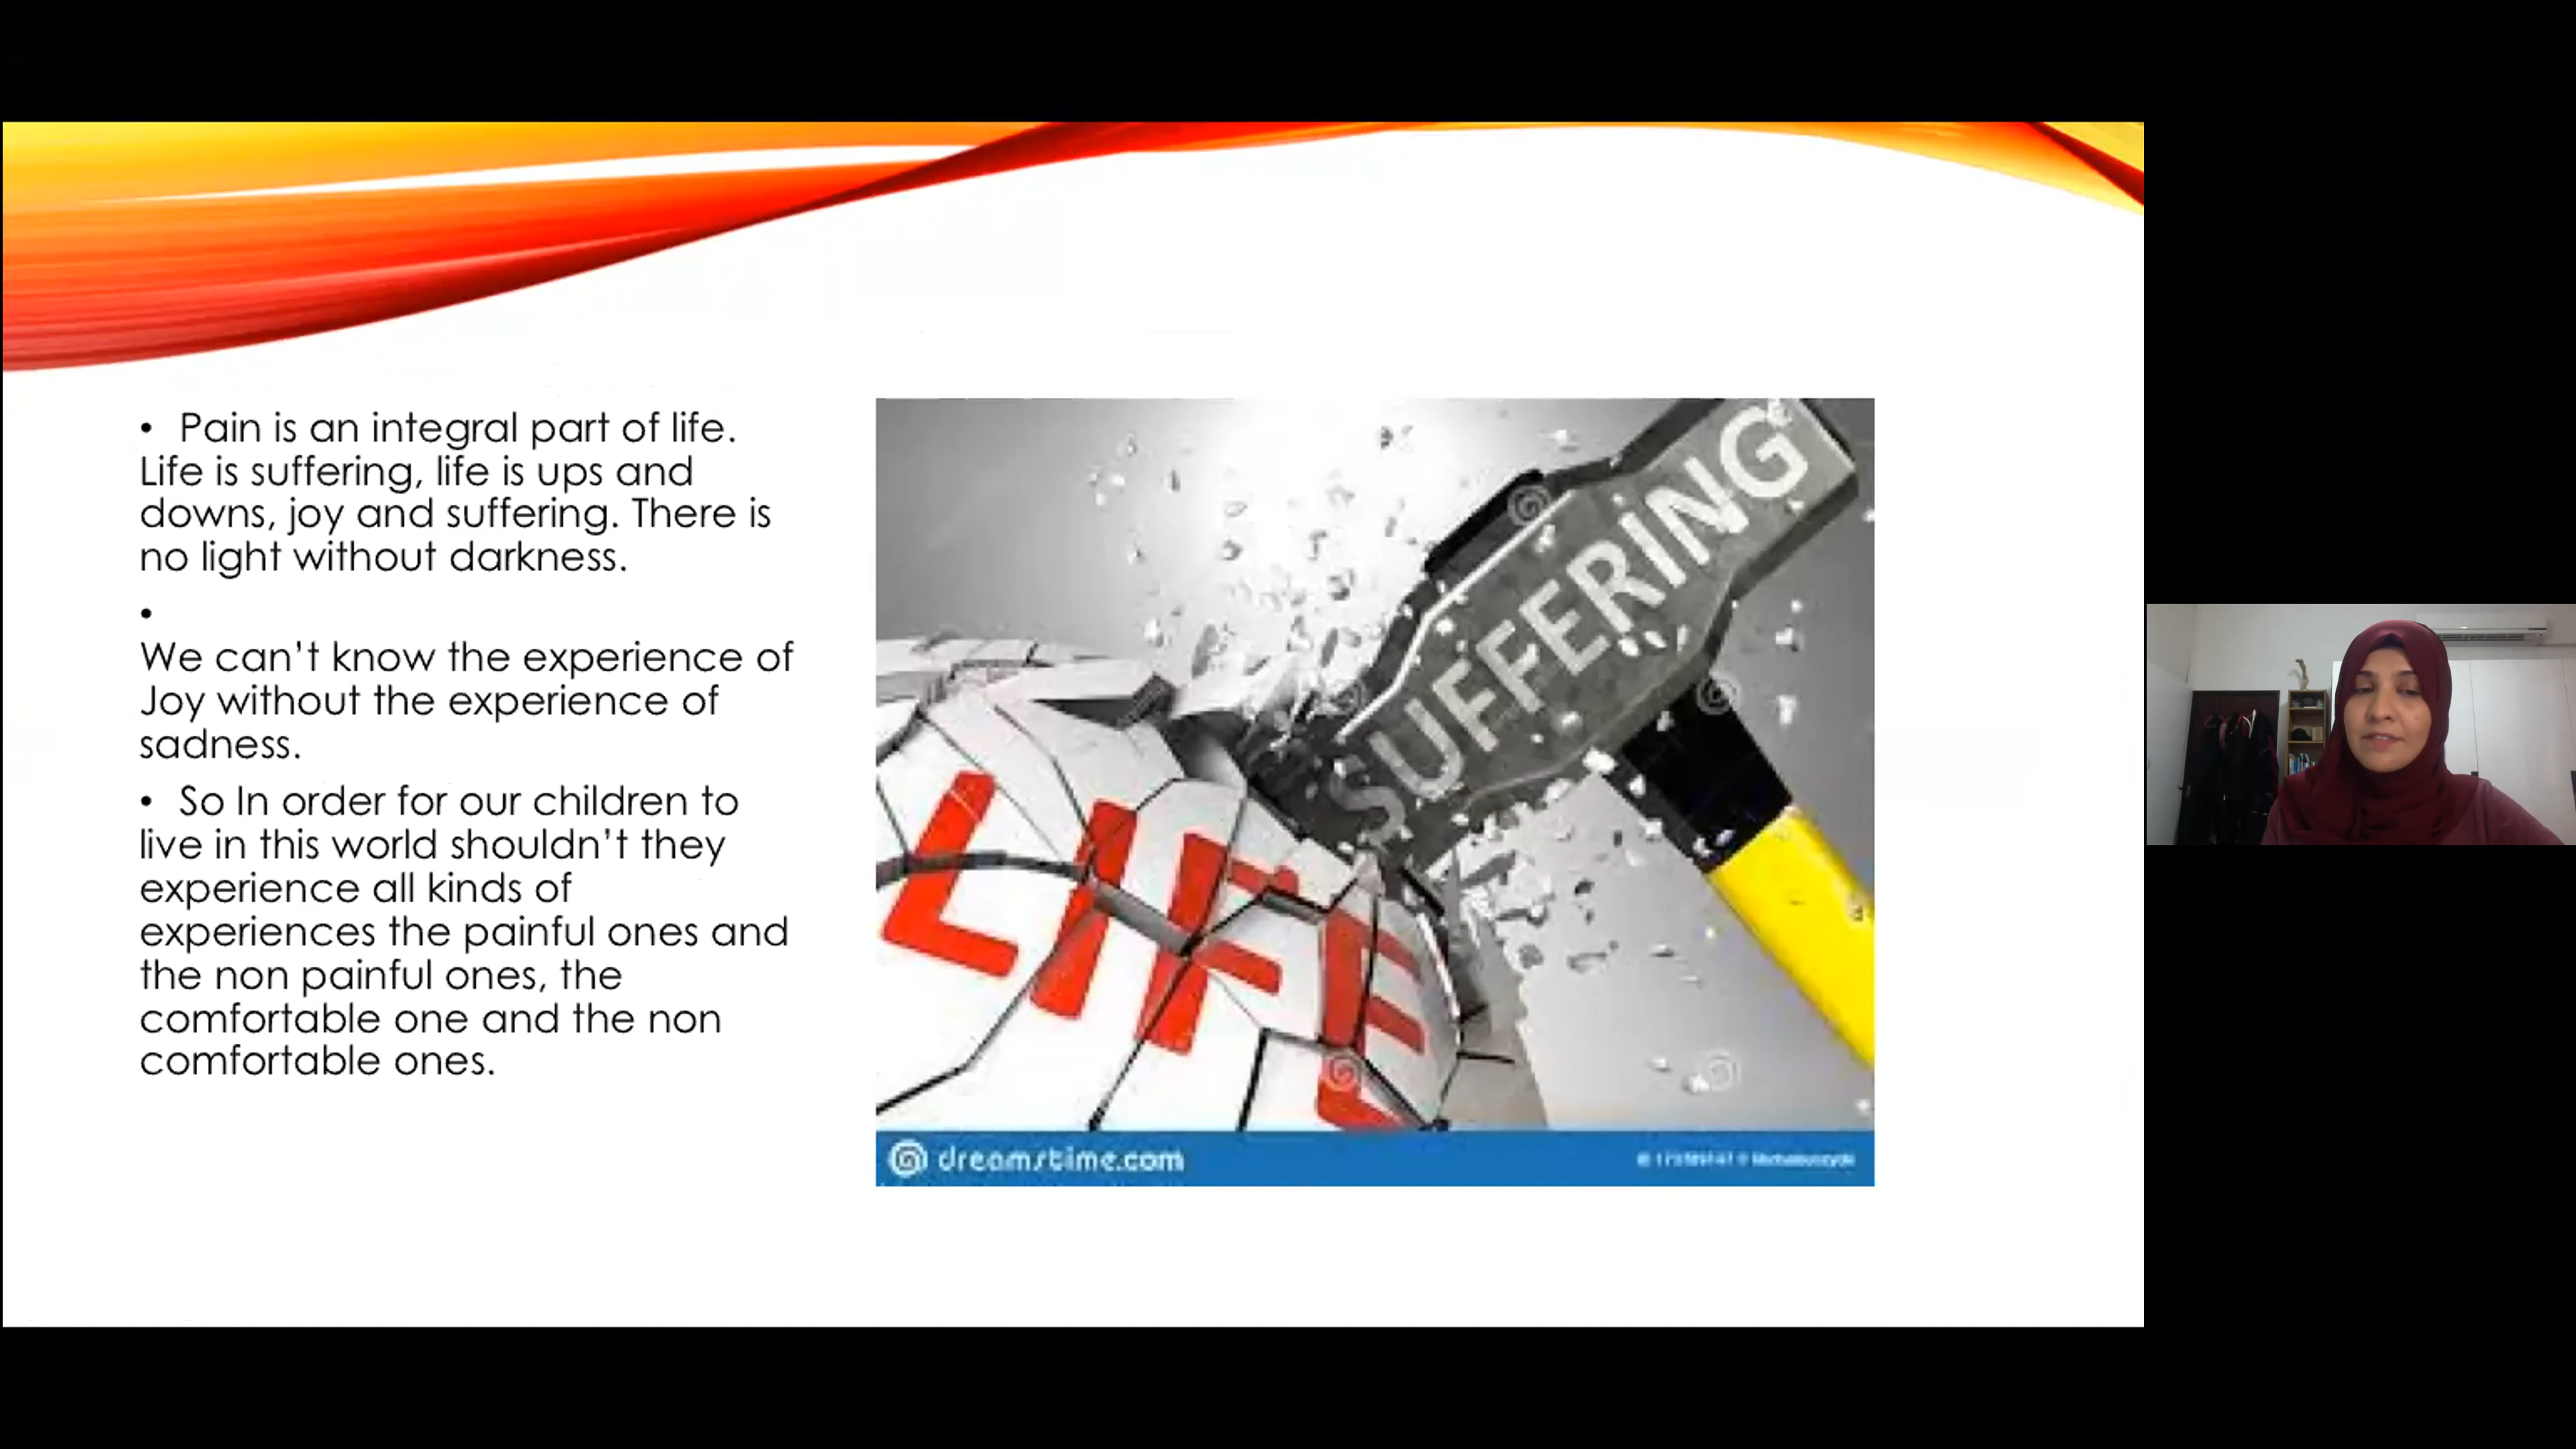 • Pain is an integral part of life.
Life is suffering, life is ups and
downs, joy and suffering. There is
no light without darkness.
•
We can’t know the experience of
Joy without the experience of
sadness.
• So In order for our children to
live in this world shouldn’t they
experience all kinds of
experiences the painful ones and
the non painful ones, the
comfortable one and the non
comfortable ones.
SUFFERING
LIFE
dreamstime.com